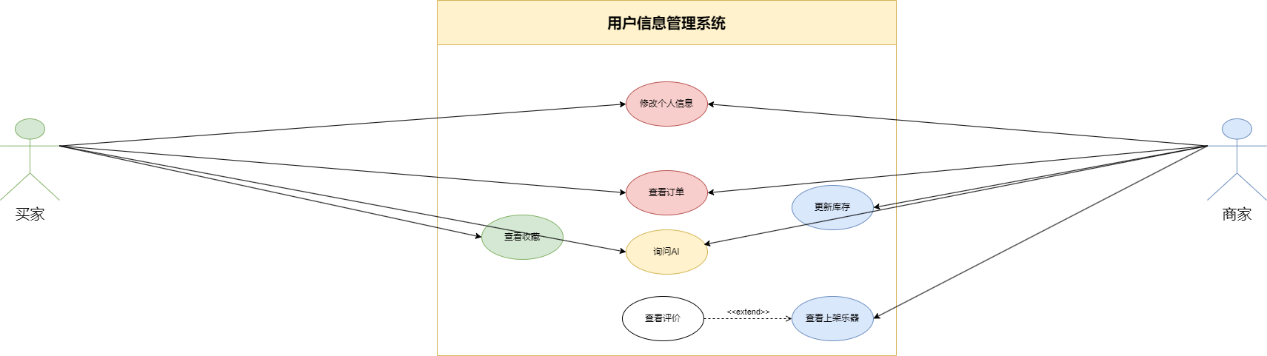 用户信息管理系统
修改个人信息
买家
商家
查看订单
更新库存
查看收藏
询问AI
查看评价
<<extend>>
查看上架乐器